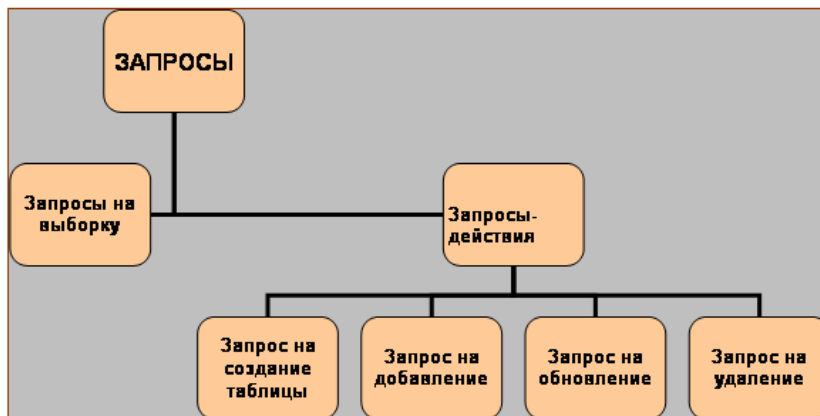 ЗАПРОСЫ
Запросы на
выборку
Запросы-
действия
Запрос на
создание
таблицы
Запрос на
добавление
Запрос на
обновление
Запрос на
удаление